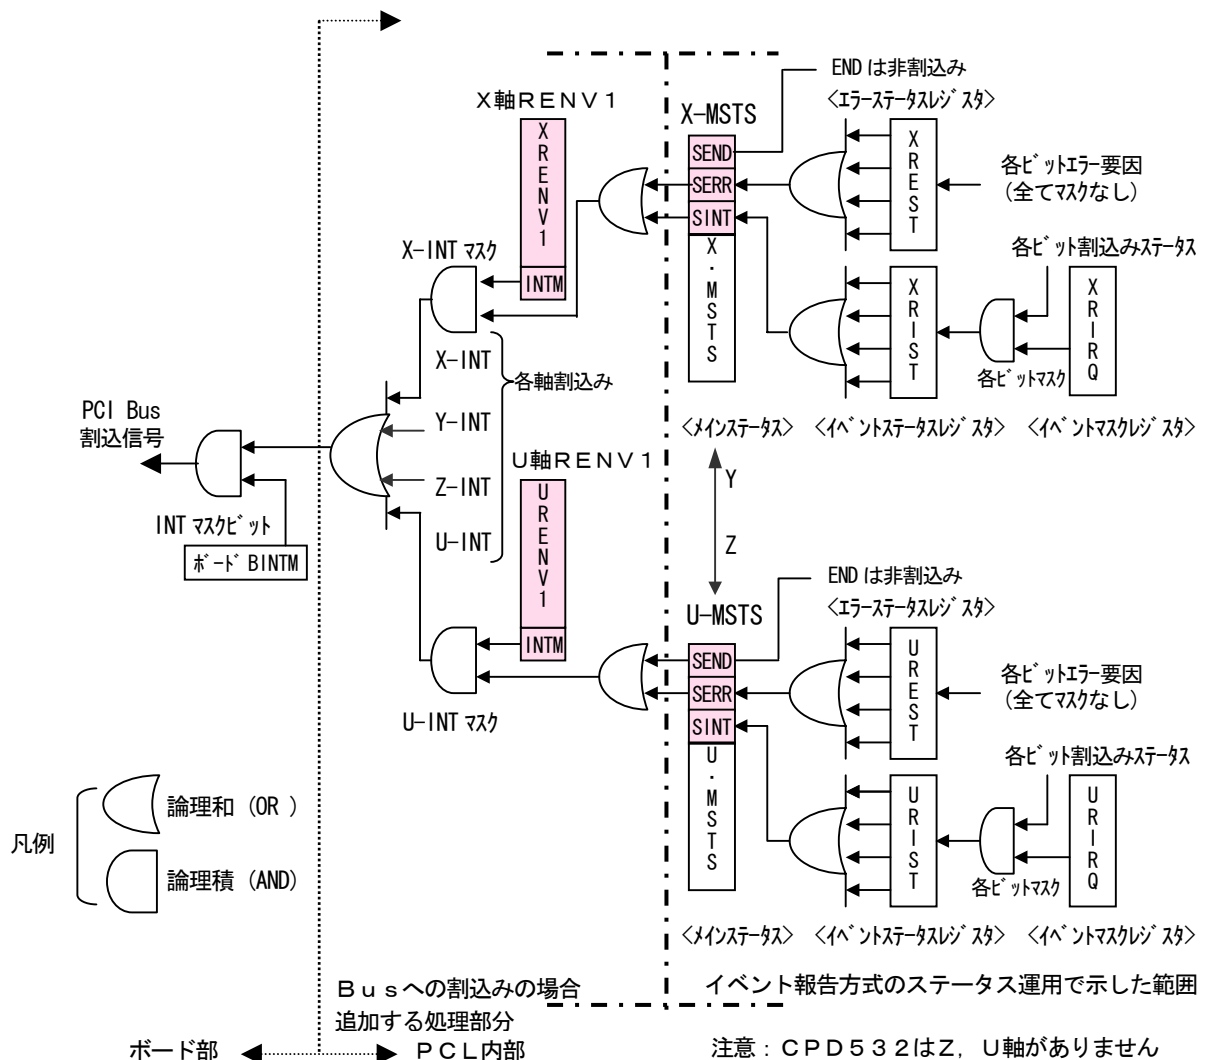 ENDは非割込み
X軸RENV1
X-MSTS
<ｴﾗｰｽﾃｰﾀｽﾚｼﾞｽﾀ>
XRENV1
INTM
SEND
SERR
SINT
X・MSTS
XREST
各ﾋﾞｯﾄｴﾗｰ要因
(全てﾏｽｸなし)
X-INT ﾏｽｸ
各ﾋﾞｯﾄ割込みｽﾃｰﾀｽ
XRIST
XRIRQ
各ﾋﾞｯﾄﾏｽｸ
X-INT
各軸割込み
Y-INT
Z-INT
U-INT
PCI Bus
割込信号
<ﾒｲﾝｽﾃｰﾀｽ>
<ｲﾍﾞﾝﾄｽﾃｰﾀｽﾚｼﾞｽﾀ>
<ｲﾍﾞﾝﾄﾏｽｸﾚｼﾞｽﾀ>
Y
Z
INT ﾏｽｸﾋﾞｯﾄ
ﾎﾞｰﾄﾞ BINTM
U軸RENV1
URENV1
INTM
ENDは非割込み
<ｴﾗｰｽﾃｰﾀｽﾚｼﾞｽﾀ>
U-MSTS
SEND
SERR
SINT
U・MSTS
UREST
各ﾋﾞｯﾄｴﾗｰ要因
(全てﾏｽｸなし)
U-INT ﾏｽｸ
各ﾋﾞｯﾄ割込みｽﾃｰﾀｽ
URIST
URIRQ
各ﾋﾞｯﾄﾏｽｸ
<ﾒｲﾝｽﾃｰﾀｽ>
<ｲﾍﾞﾝﾄｽﾃｰﾀｽﾚｼﾞｽﾀ>
<ｲﾍﾞﾝﾄﾏｽｸﾚｼﾞｽﾀ>
凡例
論理和 (OR )
論理積 (AND)
Busへの割込みの場合
追加する処理部分
イベント報告方式のステータス運用で示した範囲
ボード部
PCL内部
注意：CPD532はZ, U軸がありません